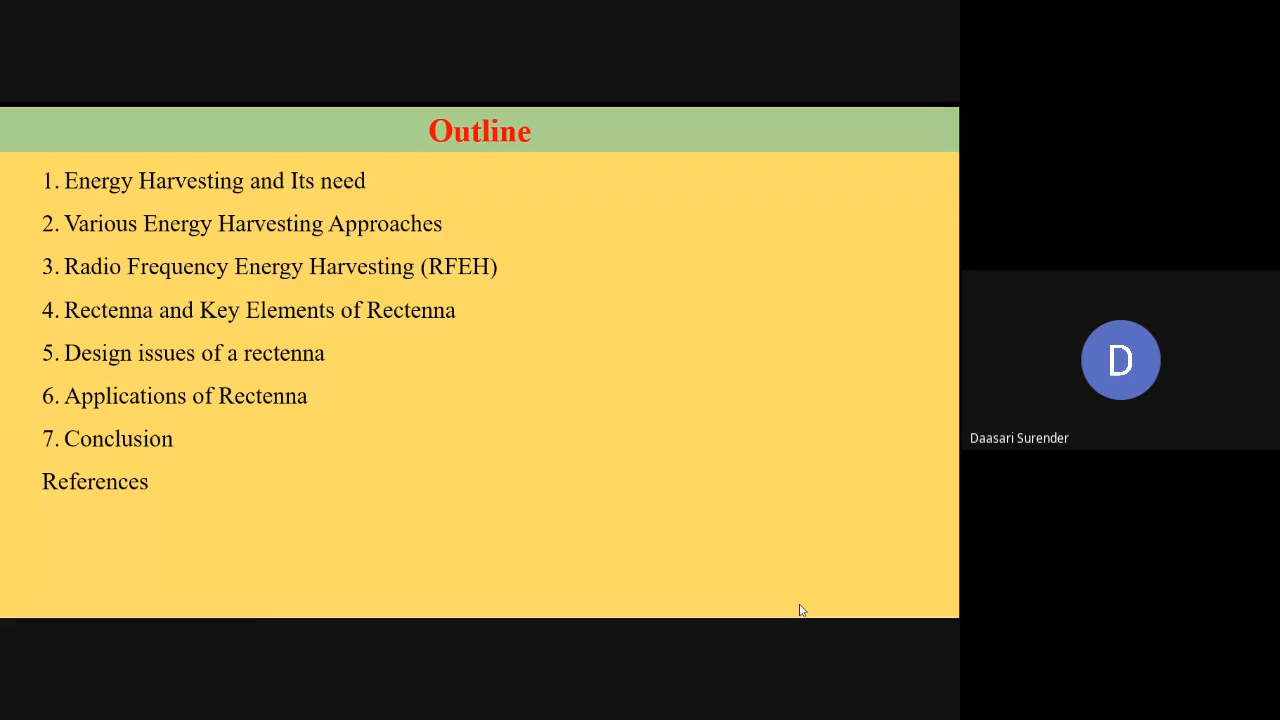 Outline
1. Energy Harvesting and Its need
2. Various Energy Harvesting Approaches
3. Radio Frequency Energy Harvesting (RFEH)
4. Rectenna and Key Elements of Rectenna
5. Design issues of a rectenna
6. Applications of Rectenna
7. Conclusion
References
D
Daasari Surender